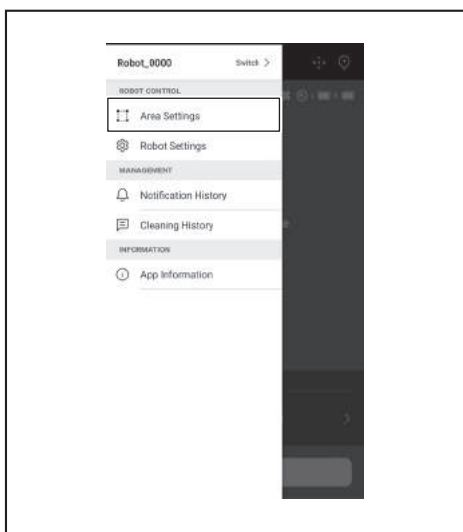 Robot_0000 Switch >
ROBOT CONTROL
Area Settings
Robot Settings
MANAGEMENT
Notification History
Cleaning History
INFORMATION
App Information